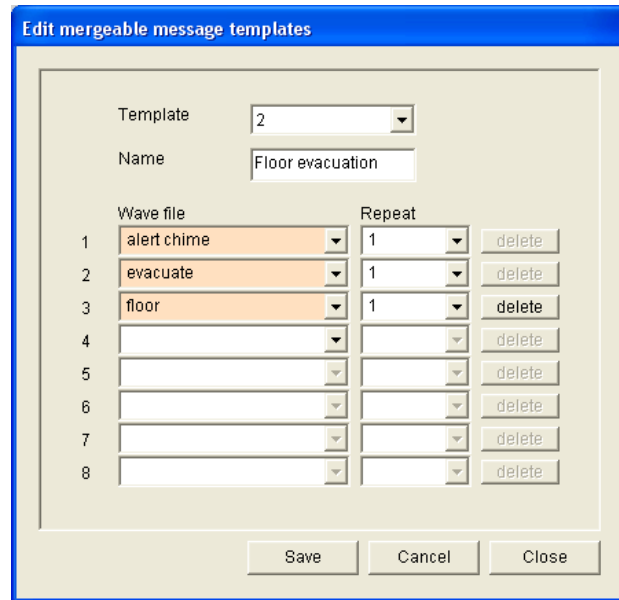 Edit mergeable message templates
Template 2
Name Floor evacuation
Wave file Repeat
1 alert chime 1 delete
2 evacuate 1 delete
3 floor 1 delete
4 delete
5 delete
6 delete
7 delete
8 delete
Save Cancel Close